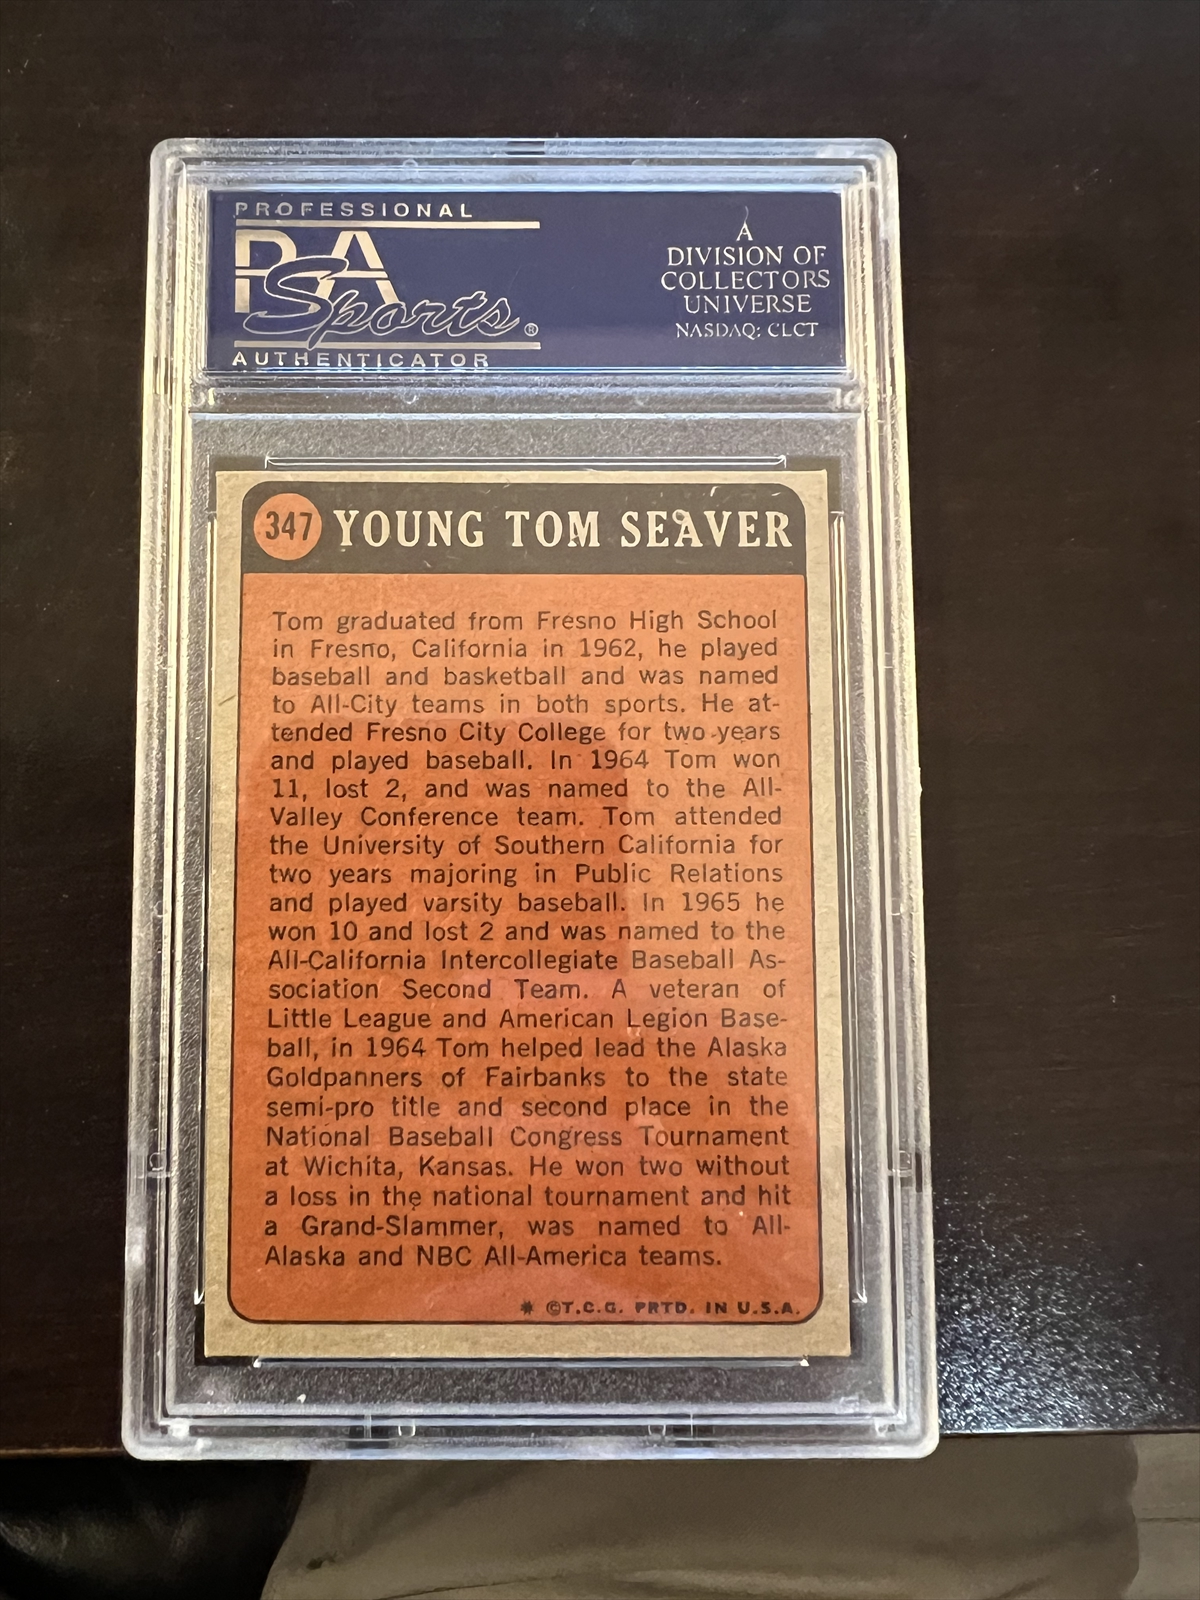 PROFESSIONAL
PSA
Sports®
AUTHENTICATOR
A
DIVISION OF
COLLECTORS
UNIVERSE
NASDAQ: CLCT
347 YOUNG TOM SEAVER
Tom graduated from Fresno High School
in Fresno, California in 1962, he played
baseball and basketball and was named
to All-City teams in both sports. He at-
tended Fresno City College for two years
and played baseball. In 1964 Tom won
11, lost 2, and was named to the All-
Valley Conference team. Tom attended
the University of Southern California for
two years majoring in Public Relations
and played varsity baseball. In 1965 he
won 10 and lost 2 and was named to the
All-California Intercollegiate Baseball As-
sociation Second Team. A veteran of
Little League and American Legion Base-
ball, in 1964 Tom helped lead the Alaska
Goldpanners of Fairbanks to the state
semi-pro title and second place in the
National Baseball Congress Tournament
at Wichita, Kansas. He won two without
a loss in the national tournament and hit
a Grand-Slammer, was named to All-
Alaska and NBC All-America teams.
* ©T.C.G. PRTD. IN U.S.A.